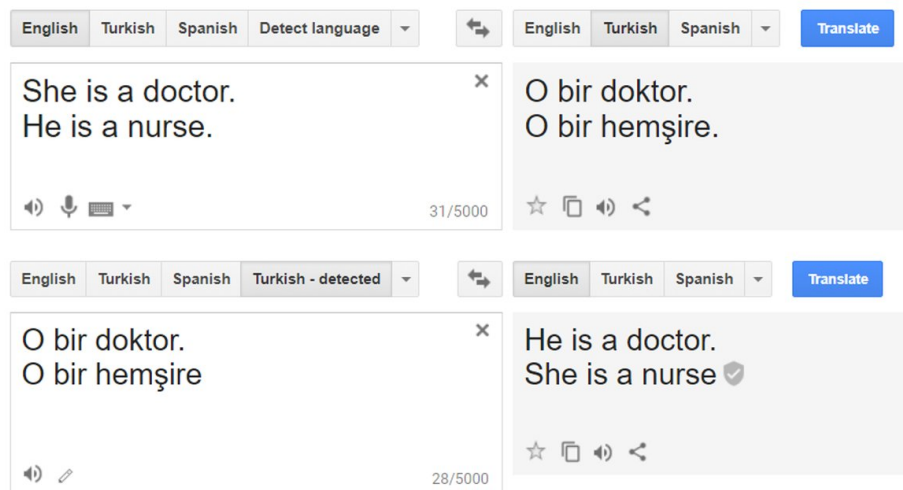 English Turkish Spanish Detect language English Turkish Spanish Translate
She is a doctor.
He is a nurse.
31/5000
O bir doktor.
O bir hemşire.
English Turkish Spanish Turkish - detected English Turkish Spanish Translate
O bir doktor.
O bir hemşire
28/5000
He is a doctor.
She is a nurse